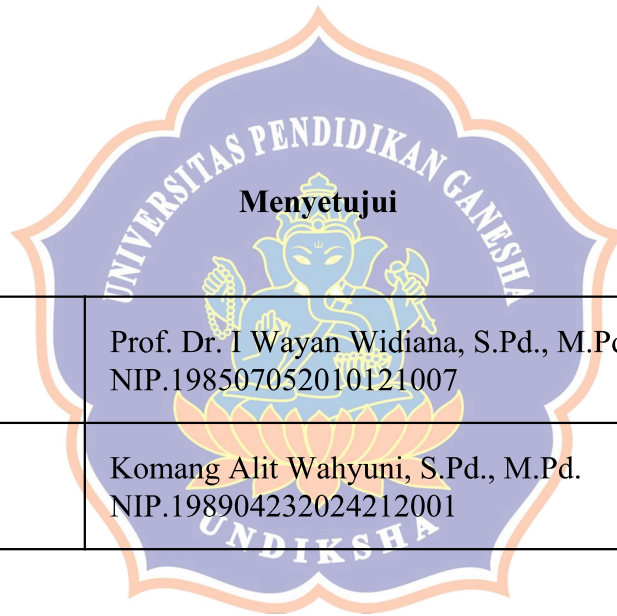 UNIVERSITAS PENDIDIKAN GANESHA
Menyetujui
Prof. Dr. I Wayan Widiana, S.Pd., M.Pd
NIP.198507052010121007
Komang Alit Wahyuni, S.Pd., M.Pd.
NIP.198904232024212001
UNDIKSHA